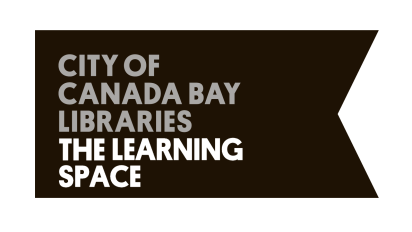 CITY OF
CANADA BAY
LIBRARIES
THE LEARNING
SPACE